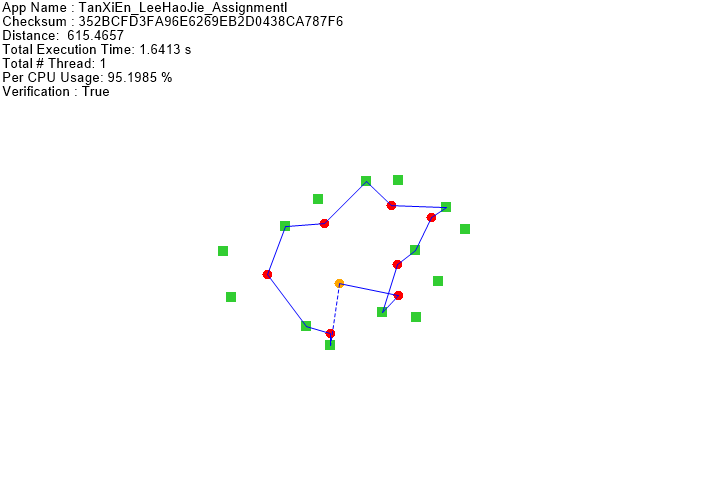 App Name : TanXiEn_LeeHaoJie_AssignmentI
Checksum : 352BCFD3FA96E6269EB2D0438CA787F6
Distance:  615.4657
Total Execution Time: 1.6413 s
Total # Thread: 1
Per CPU Usage: 95.1985 %
Verification : True